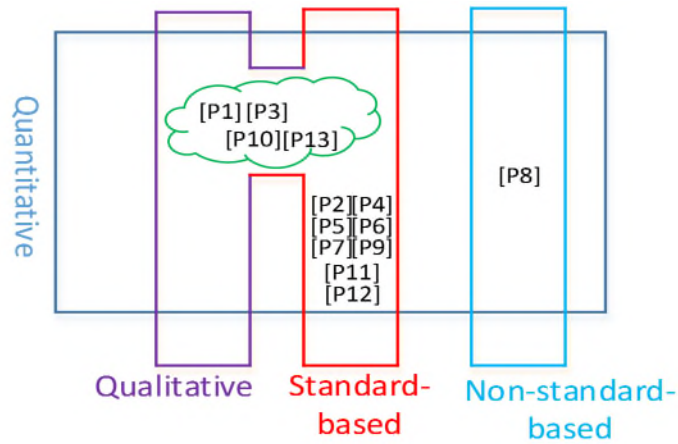 Quantitative
[P1][P3]
[P10][P13]
[P8]
[P2][P4]
[P5][P6]
[P7][P9]
[P11]
[P12]
Qualitative
Standard-
based
Non-standard-
based